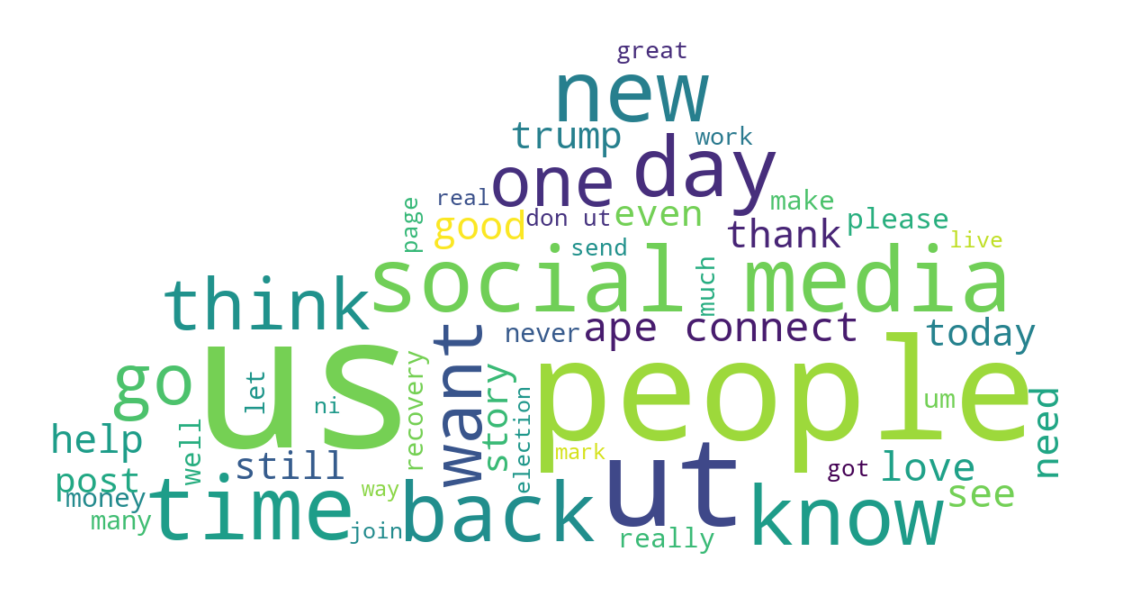 great
new
trump
work
one
day
real
page
good
don ut
even
make
please
thank
live
send
social media
much
think
never
ape connect
today
us
people
want
go
let
ni
recovery
story
election
um
need
help
well
still
mark
got
love
post
money
many
time
way
join
back
ut
really
know
see